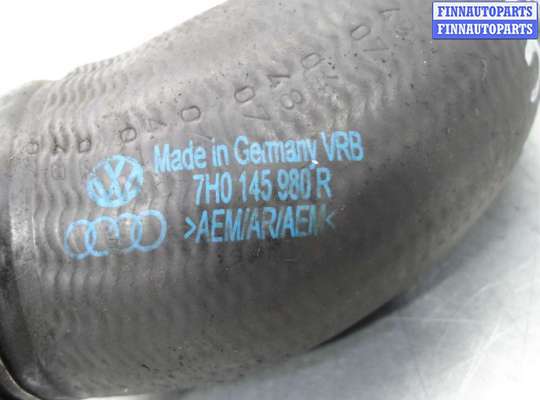 FINNAUTOPARTS
FINNAUTOPARTS
Made in Germany VRB
7H0 145 980 R
>AEM/AR/AEM<